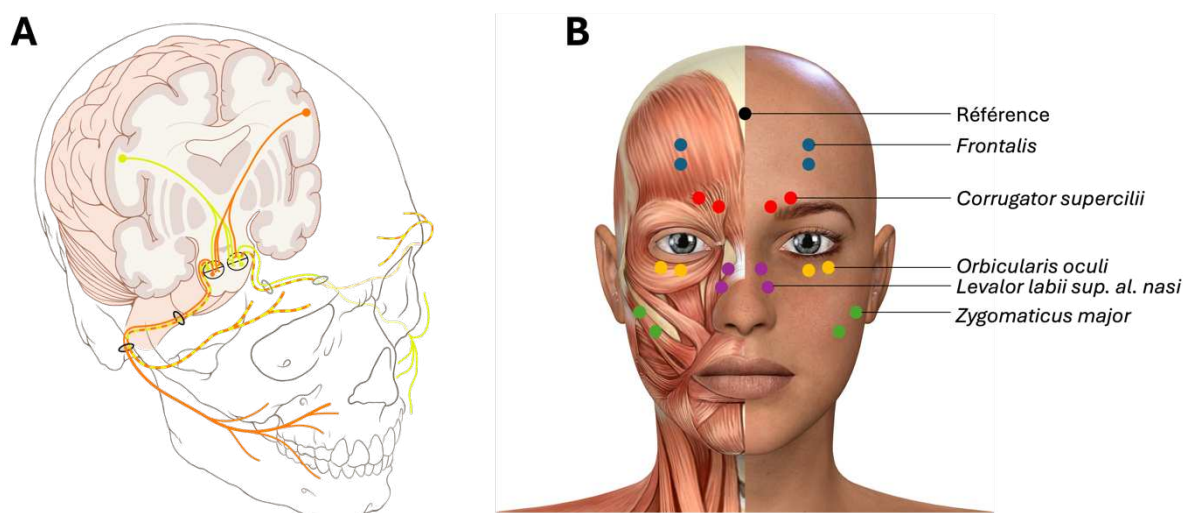 A
B
Référence
Frontalis
Corrugator supercilii
Orbicularis oculi
Levalor labii sup. al. nasi
Zygomaticus major